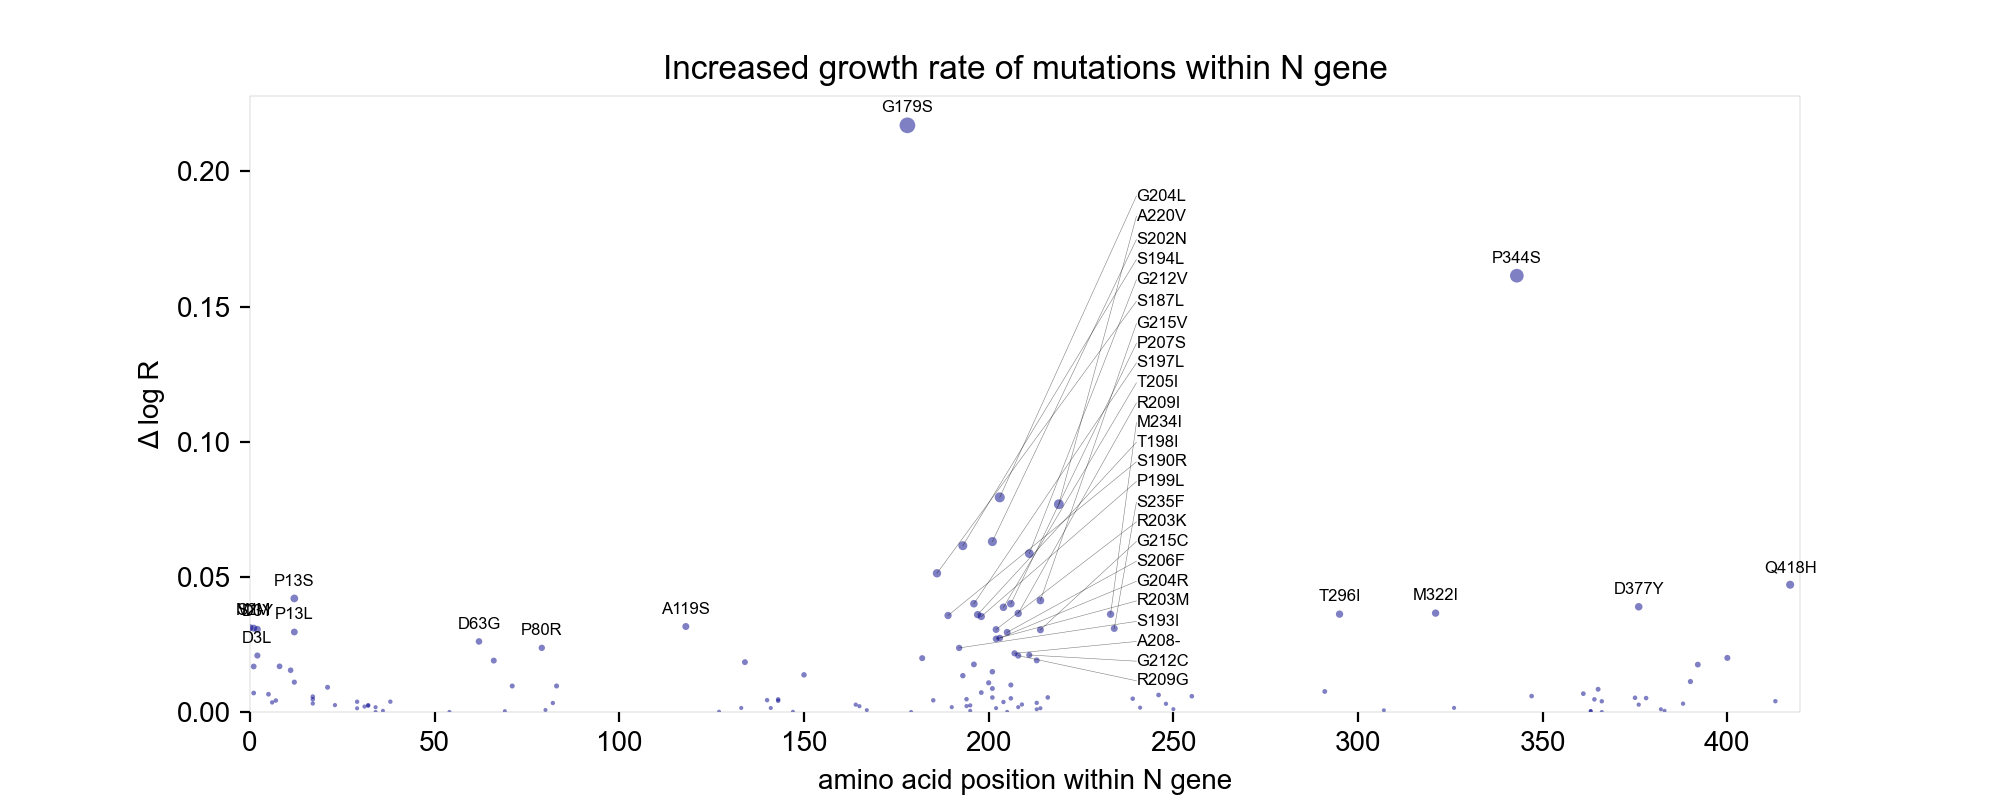 Increased growth rate of mutations within N gene
G179S
0.20
G204L
A220V
S202N
S194L
P344S
G212V
S187L
0.15
G215V
P207S
S197L
T205I
R209I
Δ log R
M234I
0.10
T198I
S190R
P199L
S235F
R203K
G215C
S206F
Q418H
0.05
P13S
G204R
D377Y
T296I
M322I
R203M
A119S
P13L
S193I
D63G
P80R
D3L
A208-
G212C
R209G
0.00
0 50 100 150 200 250 300 350 400
amino acid position within N gene